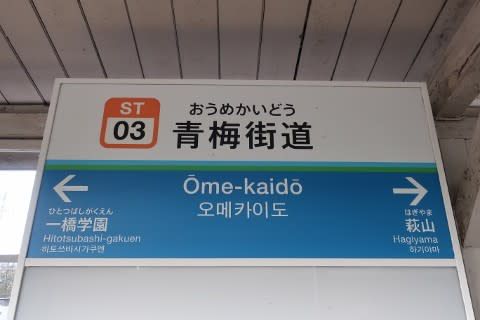 ST
03
おうめかいどう
青梅街道
Ōme-kaidō
오메카이도
ひとつばしがくえん
一橋学園
Hitotsubashi-gakuen
히토쓰바시가쿠엔
はぎやま
萩山
Hagiyama
하기야마